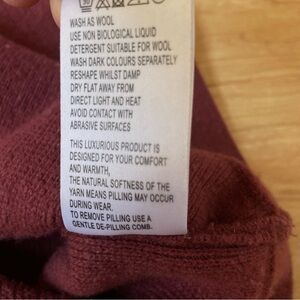 WASH AS WOOL
USE NON BIOLOGICAL LIQUID
DETERGENT SUITABLE FOR WOOL
WASH DARK COLOURS SEPARATELY
RESHAPE WHILST DAMP
DRY FLAT AWAY FROM
DIRECT LIGHT AND HEAT
AVOID CONTACT WITH
ABRASIVE SURFACES
THIS LUXURIOUS PRODUCT IS
DESIGNED FOR YOUR COMFORT
AND WARMTH,
THE NATURAL SOFTNESS OF THE
YARN MEANS PILLING MAY OCCUR
DURING WEAR.
TO REMOVE PILLING USE A
GENTLE DE-PILLING COMB.